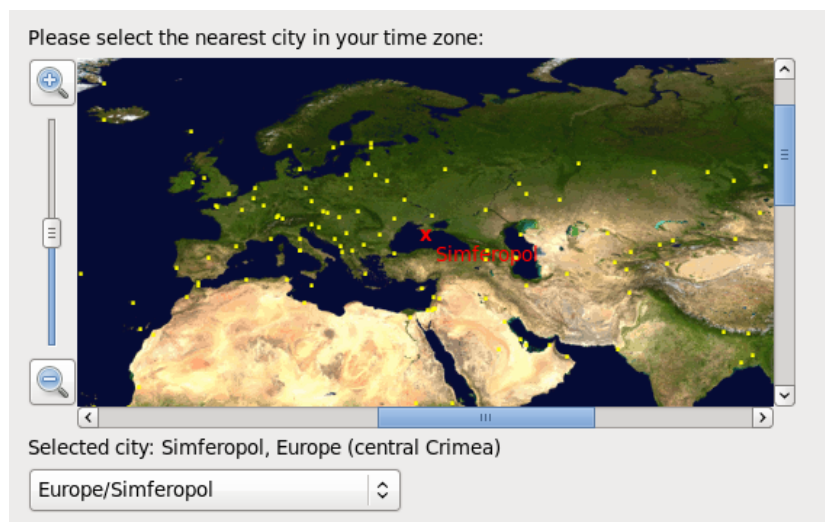 Please select the nearest city in your time zone:
x
Simferopol
Selected city: Simferopol, Europe (central Crimea)
Europe/Simferopol